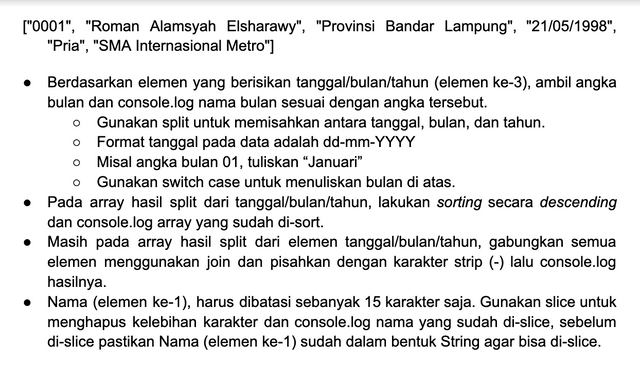 ["0001", "Roman Alamsyah Elsharawy", "Provinsi Bandar Lampung", "21/05/1998",
"Pria", "SMA Internasional Metro"]
● Berdasarkan elemen yang berisikan tanggal/bulan/tahun (elemen ke-3), ambil angka
bulan dan console.log nama bulan sesuai dengan angka tersebut.
○ Gunakan split untuk memisahkan antara tanggal, bulan, dan tahun.
○ Format tanggal pada data adalah dd-mm-YYYY
○ Misal angka bulan 01, tuliskan “Januari”
○ Gunakan switch case untuk menuliskan bulan di atas.
● Pada array hasil split dari tanggal/bulan/tahun, lakukan sorting secara descending
dan console.log array yang sudah di-sort.
● Masih pada array hasil split dari elemen tanggal/bulan/tahun, gabungkan semua
elemen menggunakan join dan pisahkan dengan karakter strip (-) lalu console.log
hasilnya.
● Nama (elemen ke-1), harus dibatasi sebanyak 15 karakter saja. Gunakan slice untuk
menghapus kelebihan karakter dan console.log nama yang sudah di-slice, sebelum
di-slice pastikan Nama (elemen ke-1) sudah dalam bentuk String agar bisa di-slice.